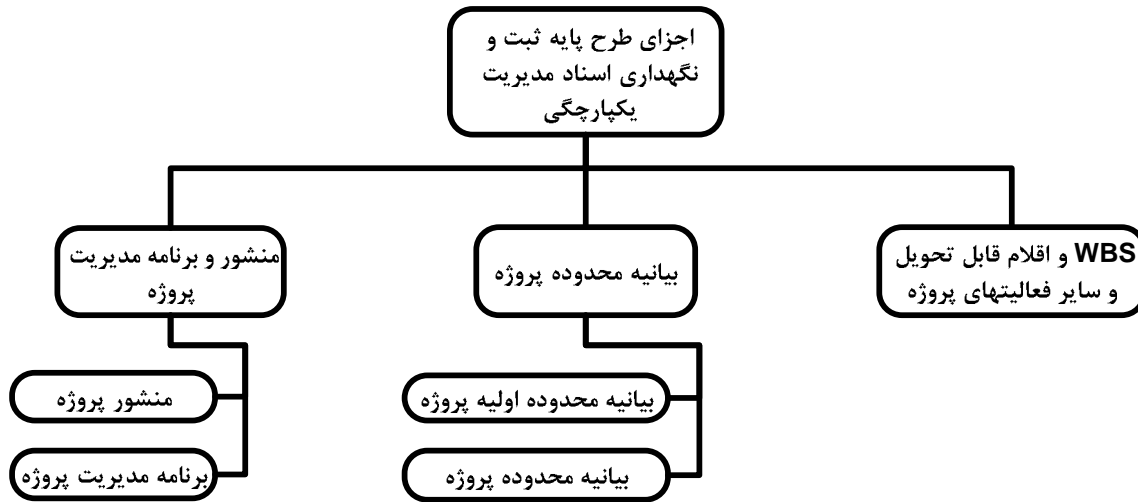 اجزای طرح پایه ثبت و
نگهداری اسناد مدیریت
یکپارچگی
WBS و اقلام قابل تحویل
و سایر فعالیتهای پروژه
بیانیه محدوده پروژه
بیانیه محدوده اولیه پروژه
بیانیه محدوده پروژه
منشور و برنامه مدیریت
پروژه
منشور پروژه
برنامه مدیریت پروژه